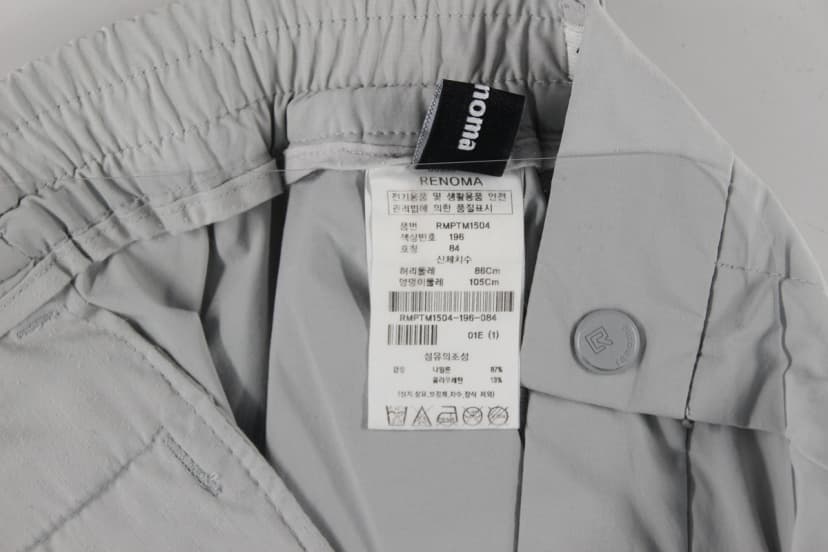 noma
RENOMA
전기용품 및 생활용품 안전
관리법에 의한 품질표시
품번 RMPTM1504
색상번호 196
호칭 84
신체치수
허리둘레 86Cm
엉덩이둘레 105Cm
RMPTM1504-196-084
01E (1)
섬유의조성
겉감 나일론 87%
폴리우레탄 13%